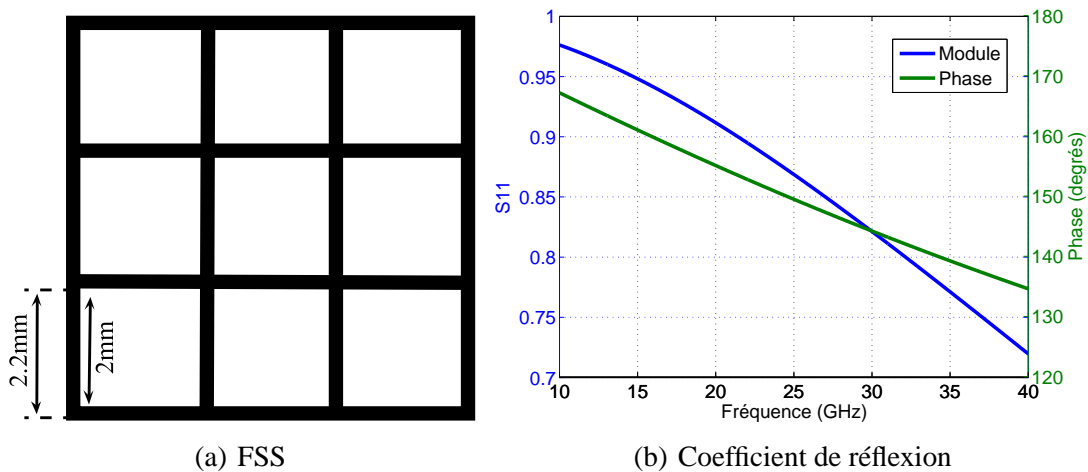 2.2mm
2mm
(a) FSS
1
0.95
0.9
0.85
0.8
0.75
0.7
S11
10
15
20
25
30
35
40
Fréquence (GHz)
180
170
160
150
140
130
120
Phase (degrés)
Module
Phase
(b) Coefficient de réflexion